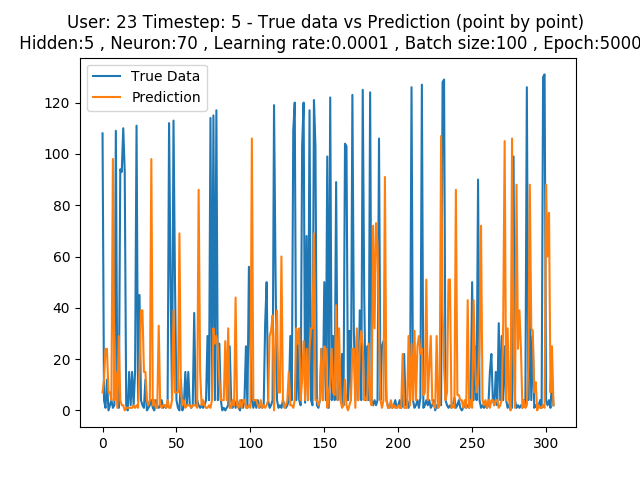 User: 23 Timestep: 5 - True data vs Prediction (point by point)
Hidden:5 , Neuron:70 , Learning rate:0.0001 , Batch size:100 , Epoch:5000
True Data
Prediction
120
100
80
60
40
20
0
0 50 100 150 200 250 300